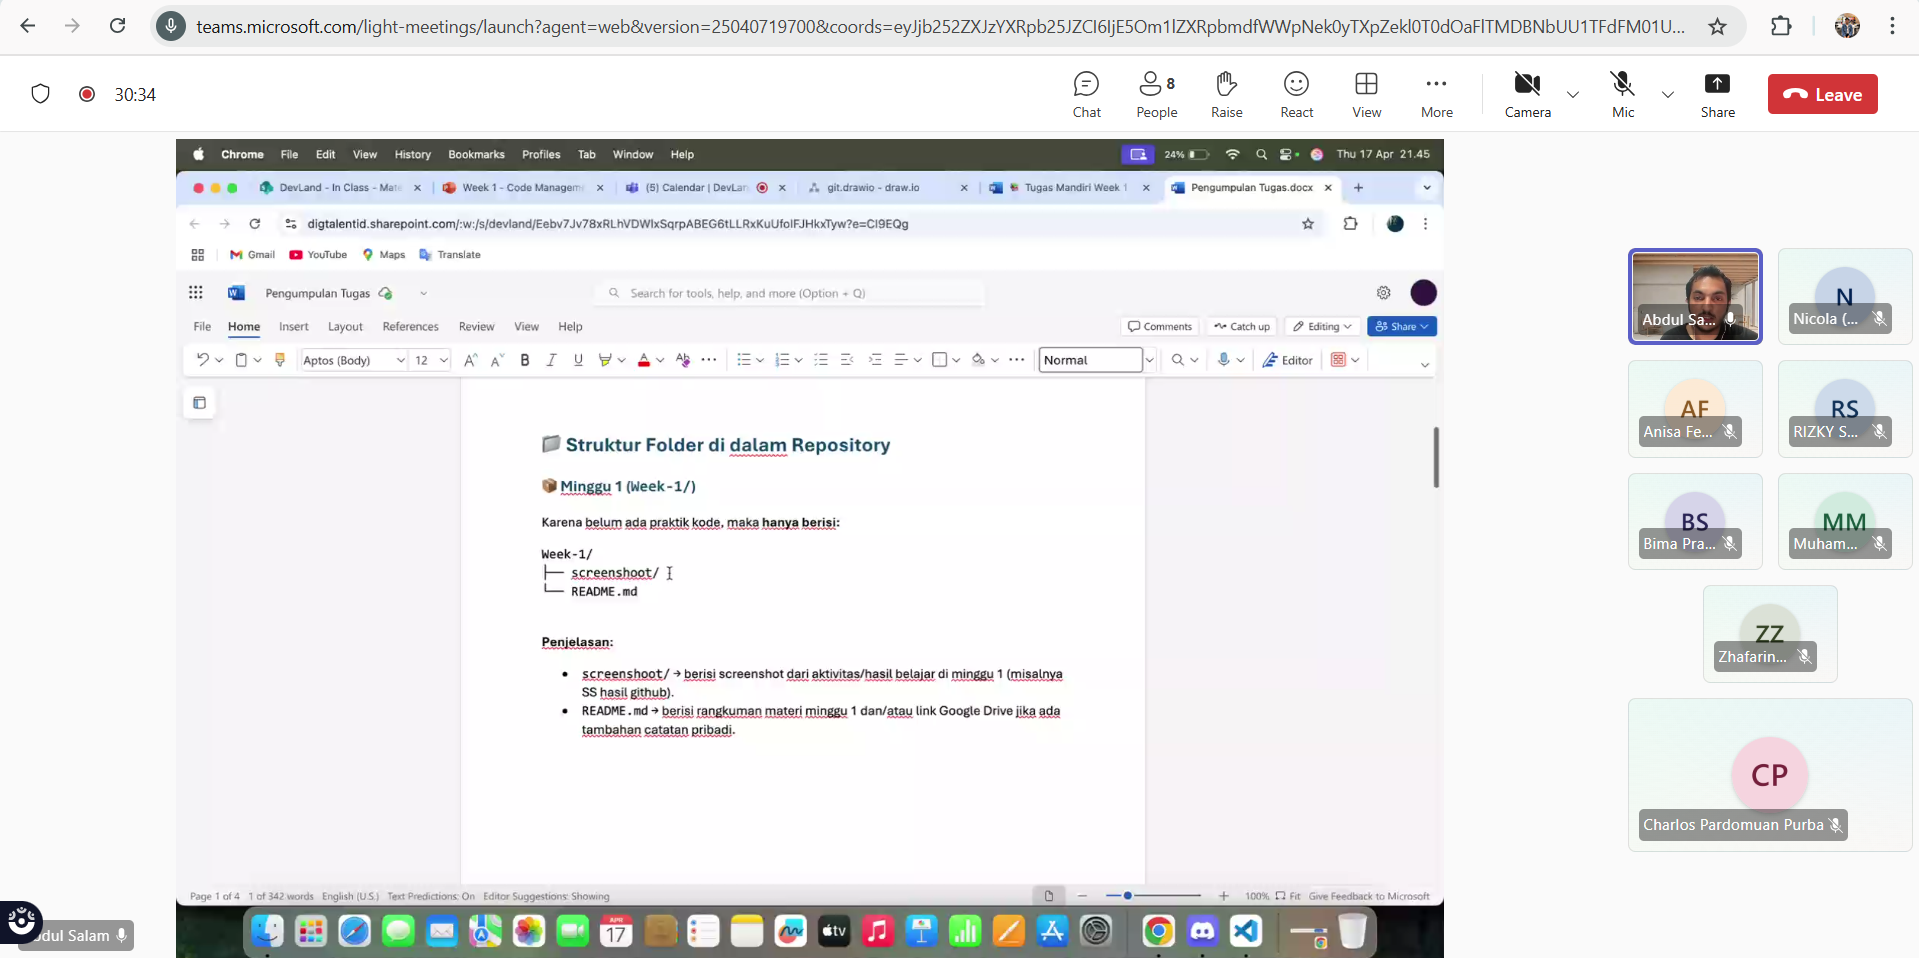 teams.microsoft.com/light-meetings/launch?agent=web&version=25040719700&coords=eyJjb252ZXJzYXRpb25JZCI6IjE5Om1lZXRpbmdfWWpNek0yTXpZekl0T0dOaFlTMDBNbUU1TFdFM01U...
30:34
Chat
8
People
Raise
React
View
More
Camera
Mic
Share
Leave
Chrome File Edit View History Bookmarks Profiles Tab Window Help
24% Thu 17 Apr 21.45
DevLand - In Class - Mate
Week 1 - Code Managem
(5) Calendar | DevLan
git.drawio - draw.io
Tugas Mandiri Week 1
Pengumpulan Tugas.docx
Gmail YouTube Maps Translate
Pengumpulan Tugas
Search for tools, help, and more (Option + Q)
File Home Insert Layout References Review View Help
Comments Catch up Editing Share
Aptos (Body) 12
Normal
Editor
Struktur Folder di dalam Repository
Minggu 1 (Week-1/)
Karena belum ada praktik kode, maka hanya berisi:
Week-1/
├── screenshoot/
└── README.md
Penjelasan:
• screenshoot/ → berisi screenshot dari aktivitas/hasil belajar di minggu 1 (misalnya
SS hasil github).
• README.md → berisi rangkuman materi minggu 1 dan/atau link Google Drive jika ada
tambahan catatan pribadi.
Page 1 of 4 1 of 342 words English (U.S.) Text Predictions: On Editor Suggestions: Showing
100% Fit Give Feedback to Microsoft
APR
17
tv
dul Salam
Abdul Sa...
N
Nicola (...
AF
Anisa Fe...
RS
RIZKY S...
BS
Bima Pra...
MM
Muham...
ZZ
Zhafarin...
CP
Charlos Pardomuan Purba